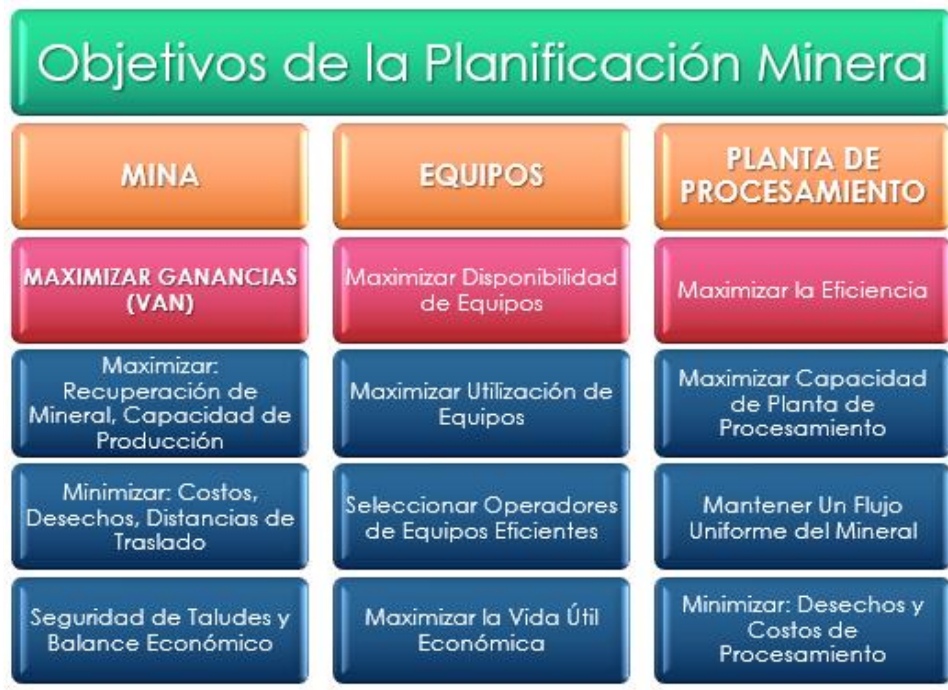 Objetivos de la Planificación Minera
MINA
EQUIPOS
PLANTA DE
PROCESAMIENTO
MAXIMIZAR GANANCIAS
(VAN)
Maximizar Disponibilidad
de Equipos
Maximizar la Eficiencia
Maximizar:
Recuperación de
Mineral, Capacidad de
Producción
Maximizar Utilización de
Equipos
Maximizar Capacidad
de Planta de
Procesamiento
Minimizar: Costos,
Desechos, Distancias de
Traslado
Seleccionar Operadores
de Equipos Eficientes
Mantener Un Flujo
Uniforme del Mineral
Seguridad de Taludes y
Balance Económico
Maximizar la Vida Útil
Económica
Minimizar: Desechos y
Costos de
Procesamiento